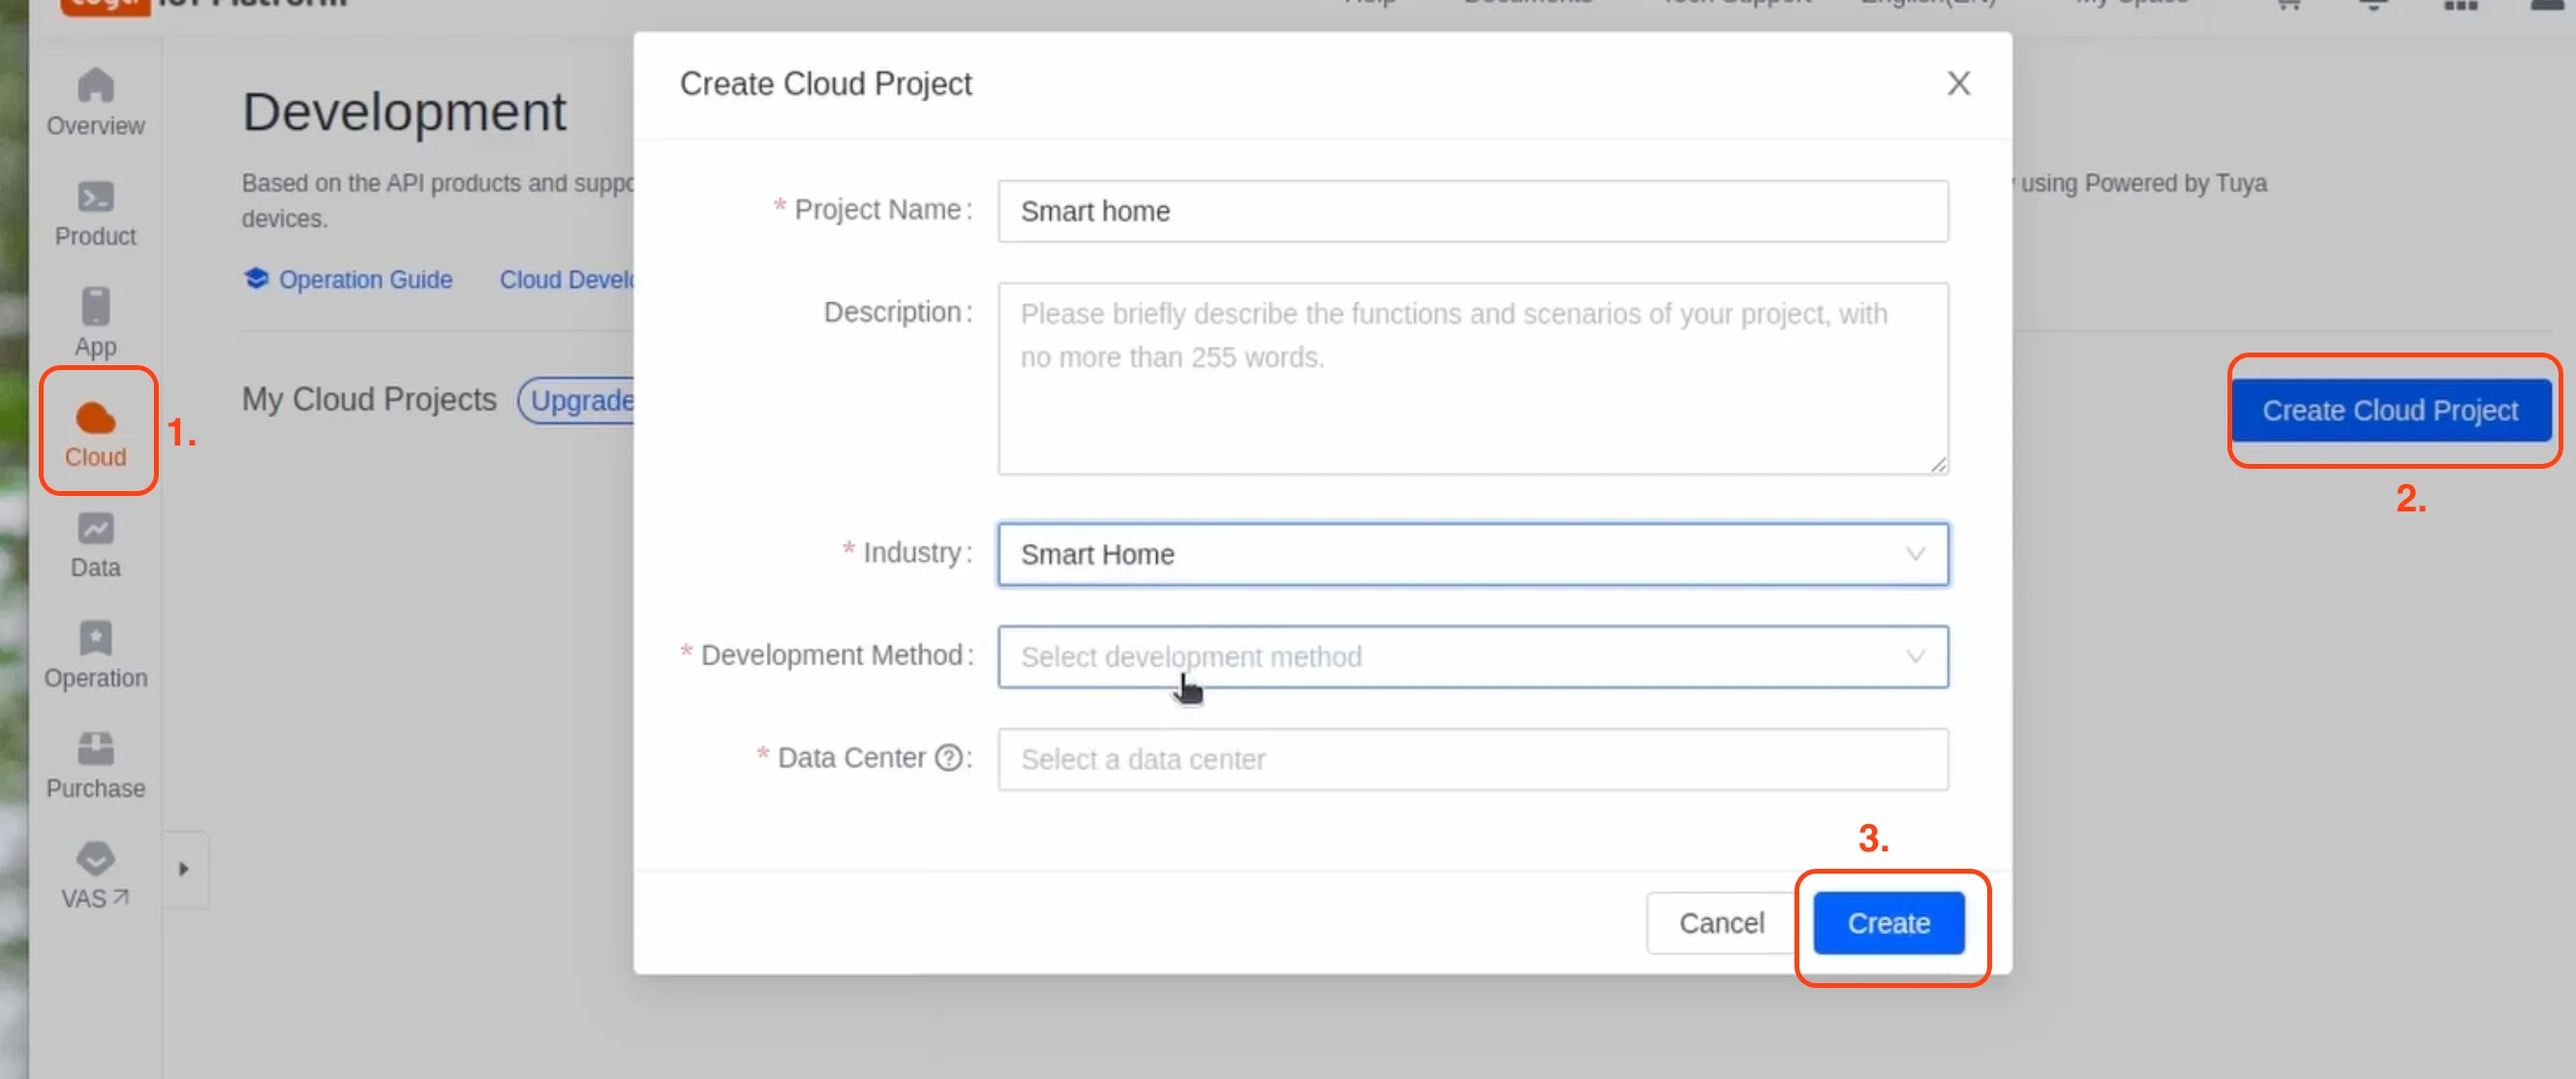 Overview
Product
App
Cloud
1.
Data
Operation
Purchase
VAS
Development
Based on the API products and suppo
using Powered by Tuya
devices.
Operation Guide
Cloud Develo
My Cloud Projects
Upgrade
Create Cloud Project
2.
Create Cloud Project
X
* Project Name:
Smart home
Description:
Please briefly describe the functions and scenarios of your project, with
no more than 255 words.
* Industry:
Smart Home
* Development Method:
Select development method
* Data Center ?:
Select a data center
3.
Cancel
Create